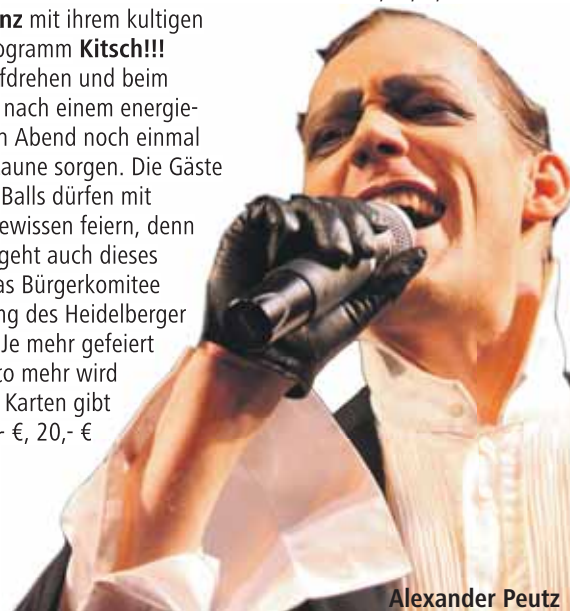 nz mit ihrem kultigen
ogramm Kitsch!!!
fdrehen und beim
nach einem energie-
n Abend noch einmal
aune sorgen. Die Gäste
Balls dürfen mit
ewissen feiern, denn
geht auch dieses
as Bürgerkomitee
ng des Heidelberger
Je mehr gefeiert
to mehr wird
Karten gibt
- €, 20,- €
Alexander Peutz